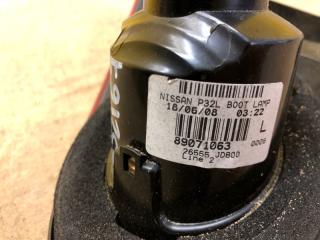 NISSAN P32L BOOT LAMP
18/06/08 03:22
L
89071063
0006
26555 JD800
Line 2